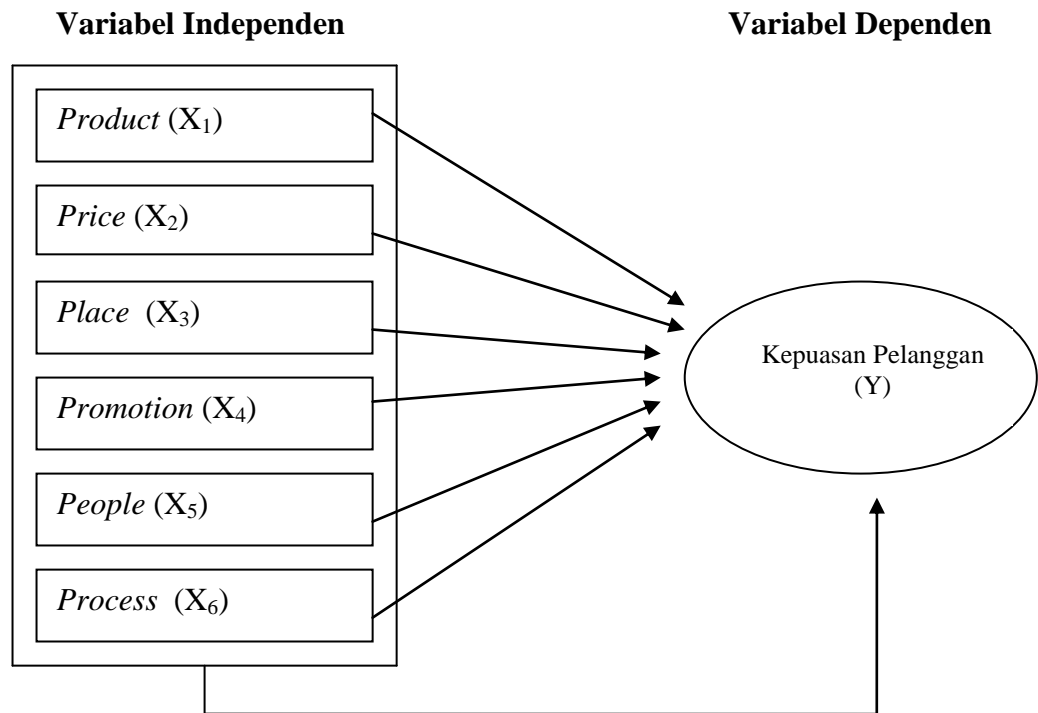 Variabel Independen
Variabel Dependen
Product (X₁)
Price (X₂)
Place (X₃)
Promotion (X₄)
People (X₅)
Process (X₆)
Kepuasan Pelanggan
(Y)